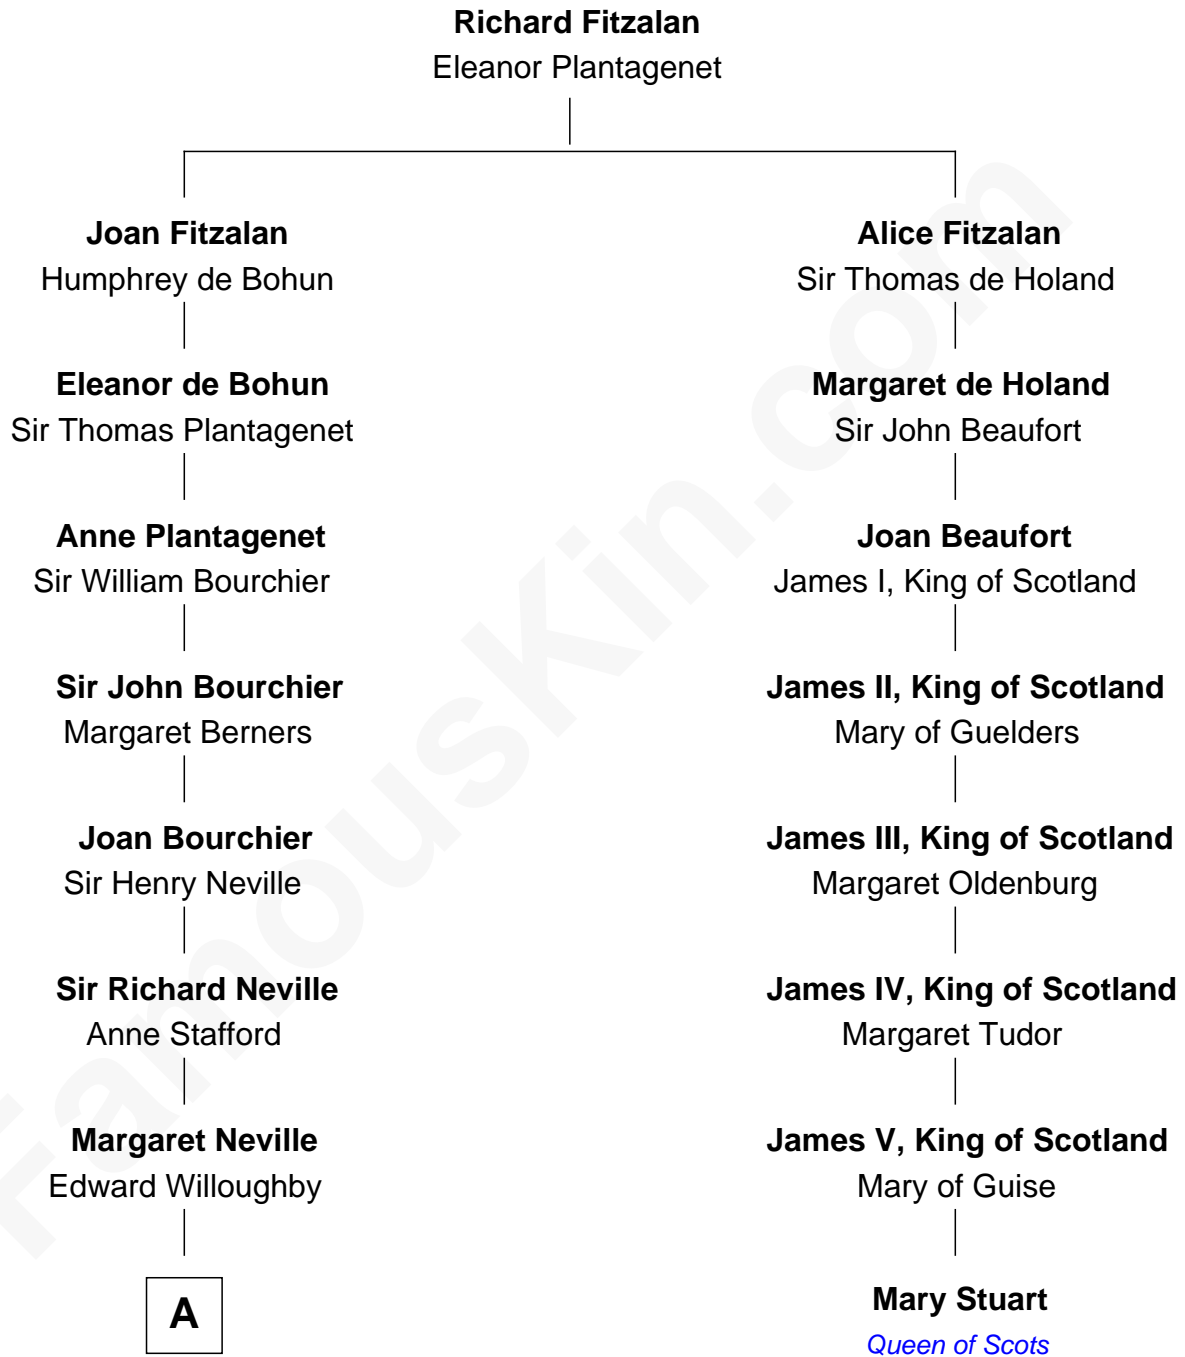 Richard Fitzalan
Eleanor Plantagenet
Joan Fitzalan
Humphrey de Bohun
Alice Fitzalan
Sir Thomas de Holand
Eleanor de Bohun
Sir Thomas Plantagenet
Margaret de Holand
Sir John Beaufort
Anne Plantagenet
Sir William Bourchier
Joan Beaufort
James I, King of Scotland
Sir John Bourchier
Margaret Berners
James II, King of Scotland
Mary of Guelders
Joan Bourchier
Sir Henry Neville
James III, King of Scotland
Margaret Oldenburg
Sir Richard Neville
Anne Stafford
James IV, King of Scotland
Margaret Tudor
Margaret Neville
Edward Willoughby
James V, King of Scotland
Mary of Guise
A
Mary Stuart
Queen of Scots
FamousKin.com